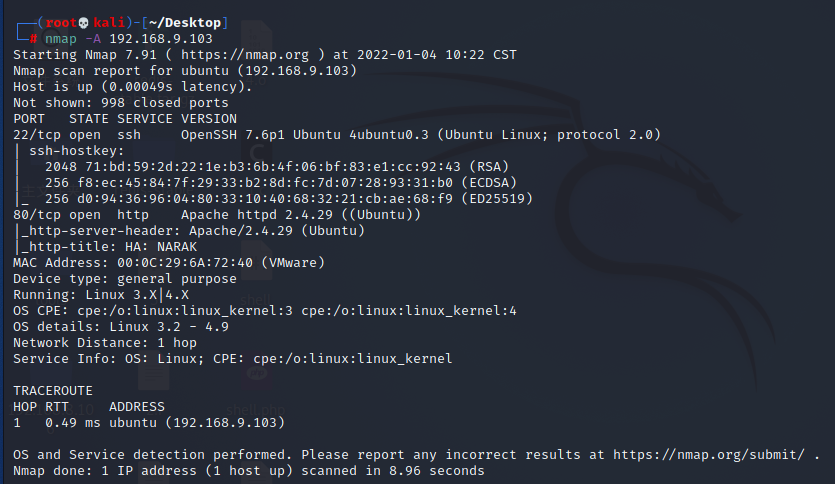 (root💀kali)-[~/Desktop]
# nmap -A 192.168.9.103
Starting Nmap 7.91 ( https://nmap.org ) at 2022-01-04 10:22 CST
Nmap scan report for ubuntu (192.168.9.103)
Host is up (0.00049s latency).
Not shown: 998 closed ports
PORT   STATE SERVICE VERSION
22/tcp open  ssh     OpenSSH 7.6p1 Ubuntu 4ubuntu0.3 (Ubuntu Linux; protocol 2.0)
| ssh-hostkey:
|   2048 71:bd:59:2d:22:1e:b3:6b:4f:06:bf:83:e1:cc:92:43 (RSA)
|   256 f8:ec:45:84:7f:29:33:b2:8d:fc:7d:07:28:93:31:b0 (ECDSA)
|_  256 d0:94:36:96:04:80:33:10:40:68:32:21:cb:ae:68:f9 (ED25519)
80/tcp open  http    Apache httpd 2.4.29 ((Ubuntu))
|_http-server-header: Apache/2.4.29 (Ubuntu)
|_http-title: HA: NARAK
MAC Address: 00:0C:29:6A:72:40 (VMware)
Device type: general purpose
Running: Linux 3.X|4.X
OS CPE: cpe:/o:linux:linux_kernel:3 cpe:/o:linux:linux_kernel:4
OS details: Linux 3.2 - 4.9
Network Distance: 1 hop
Service Info: OS: Linux; CPE: cpe:/o:linux:linux_kernel
TRACEROUTE
HOP RTT     ADDRESS
1   0.49 ms ubuntu (192.168.9.103)
OS and Service detection performed. Please report any incorrect results at https://nmap.org/submit/ .
Nmap done: 1 IP address (1 host up) scanned in 8.96 seconds